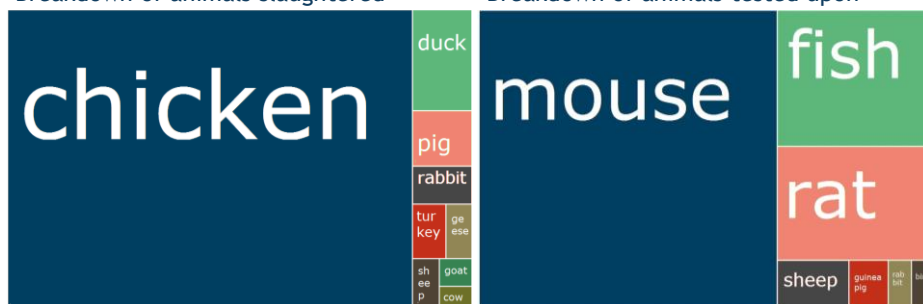 Breakdown of animals slaughtered
Breakdown of animals tested upon
chicken
duck
pig
rabbit
tur
key
ge
ese
sh
ee
p
goat
cow
mouse
fish
rat
sheep
guinea
pig
rab
bit